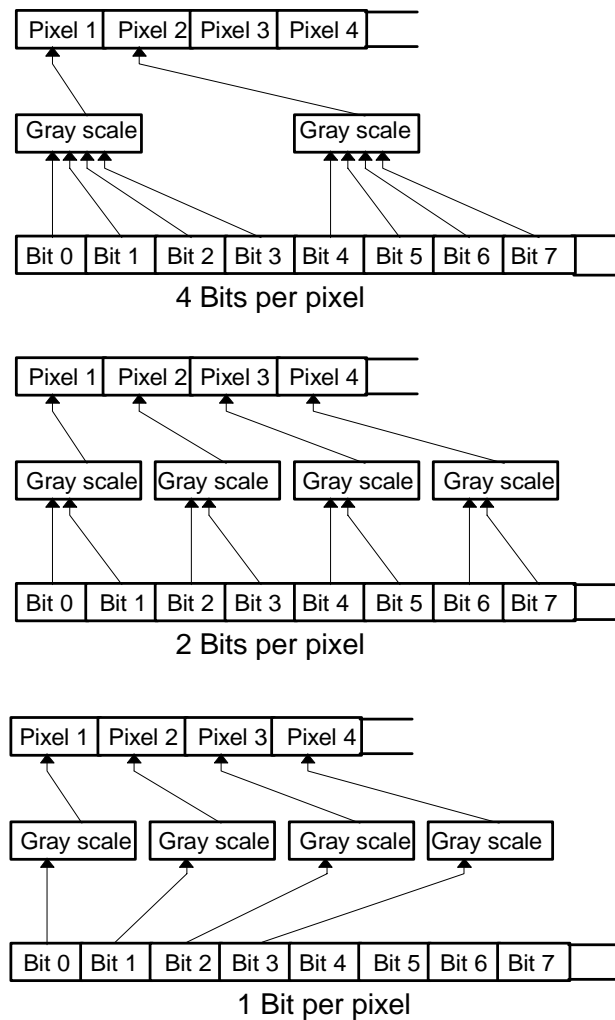 Pixel 1 Pixel 2 Pixel 3 Pixel 4
Gray scale Gray scale
Bit 0 Bit 1 Bit 2 Bit 3 Bit 4 Bit 5 Bit 6 Bit 7
4 Bits per pixel
Pixel 1 Pixel 2 Pixel 3 Pixel 4
Gray scale Gray scale Gray scale Gray scale
Bit 0 Bit 1 Bit 2 Bit 3 Bit 4 Bit 5 Bit 6 Bit 7
2 Bits per pixel
Pixel 1 Pixel 2 Pixel 3 Pixel 4
Gray scale Gray scale Gray scale Gray scale
Bit 0 Bit 1 Bit 2 Bit 3 Bit 4 Bit 5 Bit 6 Bit 7
1 Bit per pixel